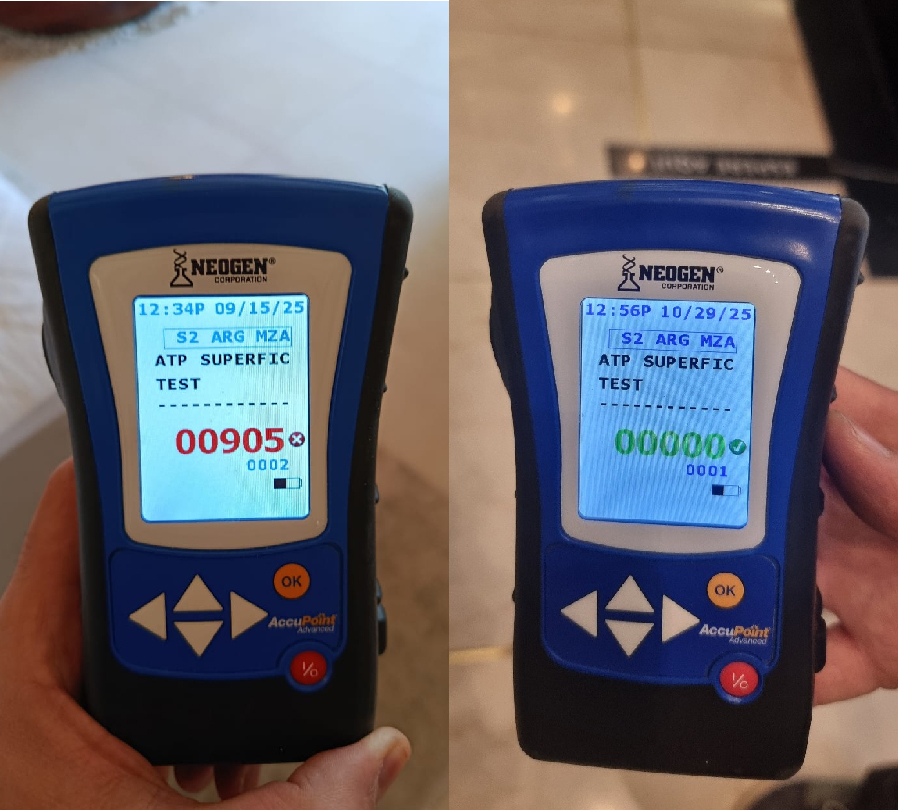 NEOGEN®
CORPORATION
12:34P 09/15/25
S2 ARG MZA
ATP SUPERFIC
TEST
------------
00905
0002
OK
AccuPoint
Advanced
I/O
NEOGEN®
CORPORATION
12:56P 10/29/25
S2 ARG MZA
ATP SUPERFIC
TEST
------------
00000
0001
OK
AccuPoint
Advanced
I/O